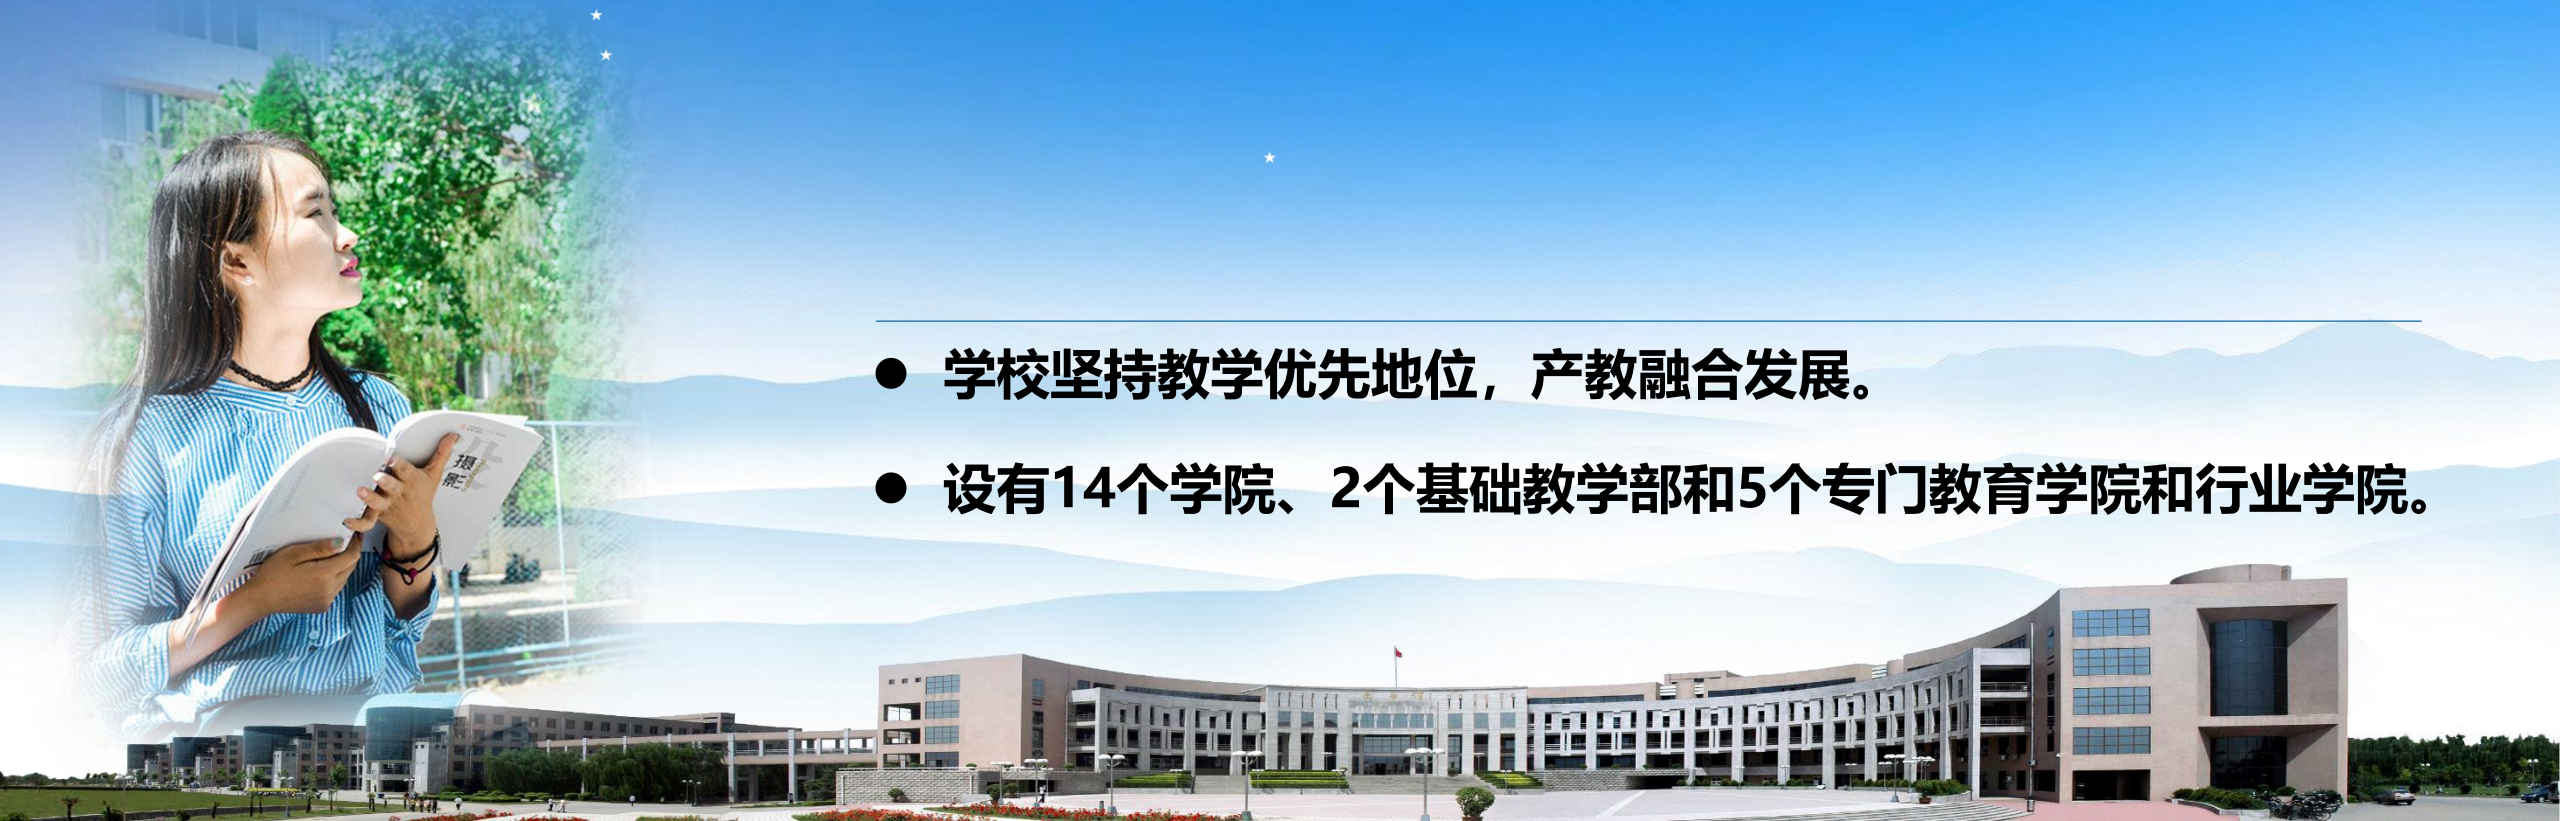 学校坚持教学优先地位，产教融合发展。
设有14个学院、2个基础教学部和5个专门教育学院和行业学院。
摄
影